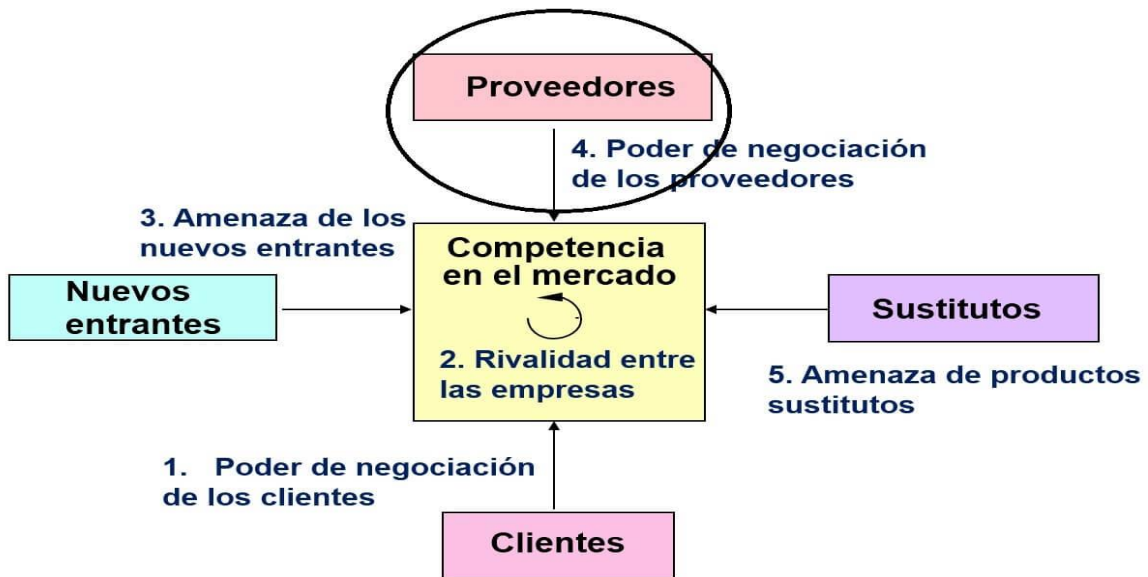 Proveedores
4. Poder de negociación
de los proveedores
3. Amenaza de los
nuevos entrantes
Competencia
en el mercado
Nuevos
entrantes
Sustitutos
2. Rivalidad entre
las empresas
5. Amenaza de productos
sustitutos
1. Poder de negociación
de los clientes
Clientes